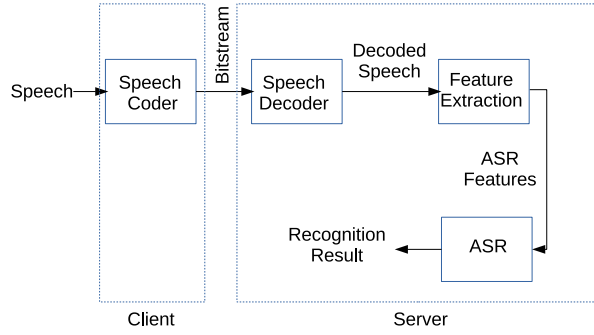 Speech
Speech
Coder
Bitstream
Speech
Decoder
Decoded
Speech
Feature
Extraction
ASR
Features
ASR
Recognition
Result
Client
Server